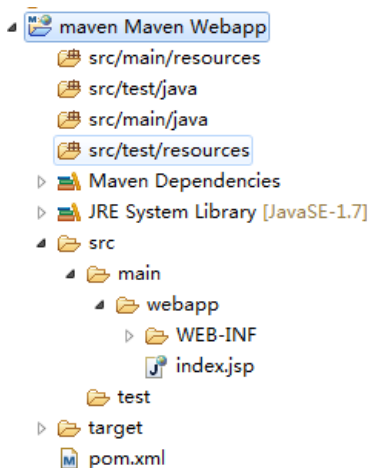 maven Maven Webapp
src/main/resources
src/test/java
src/main/java
src/test/resources
Maven Dependencies
JRE System Library [JavaSE-1.7]
src
main
webapp
WEB-INF
index.jsp
test
target
pom.xml